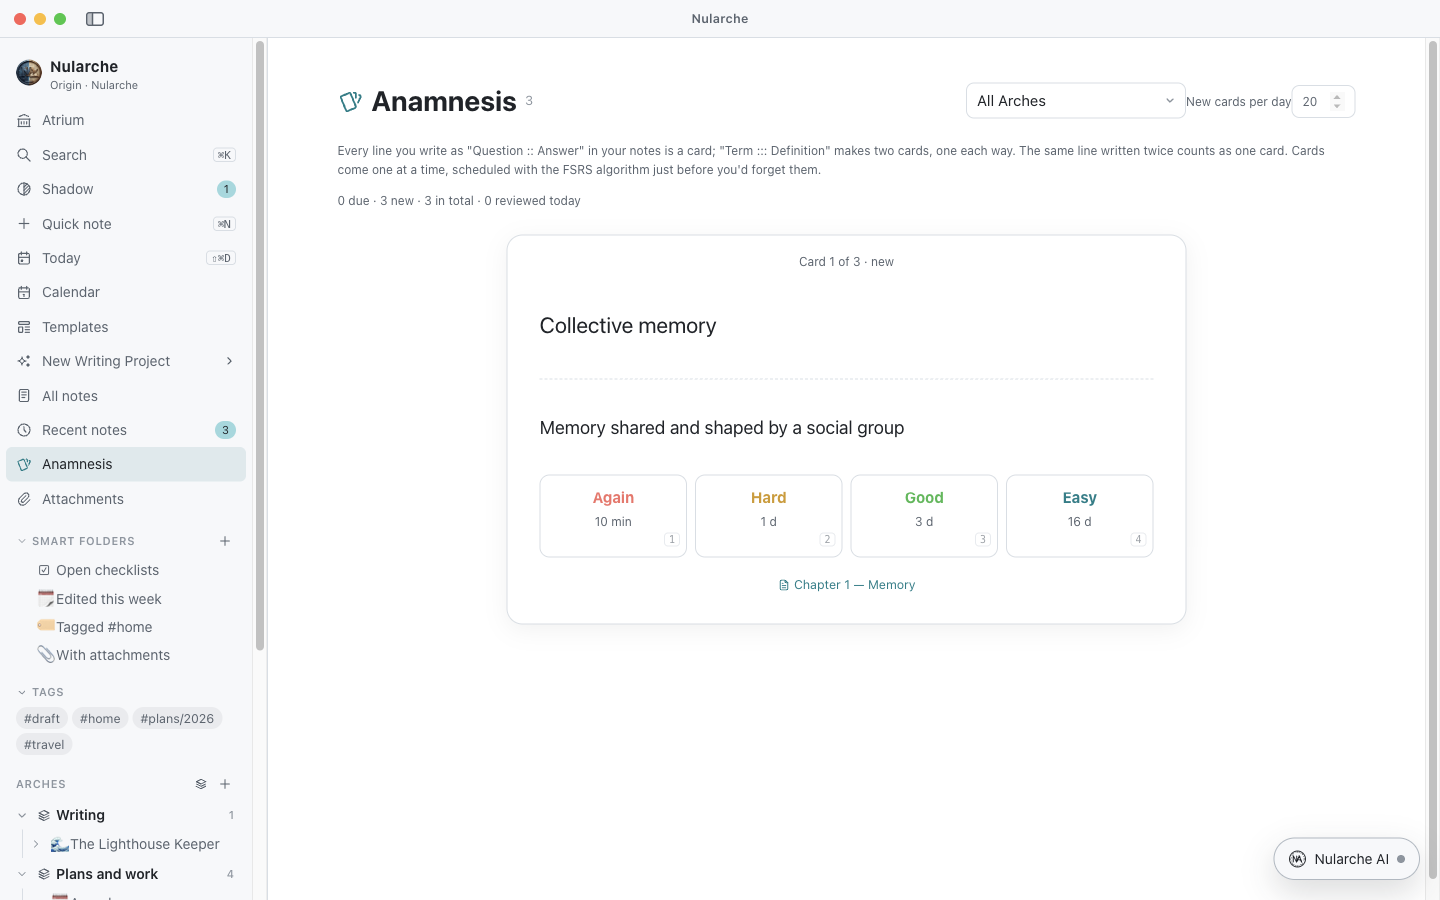 Nularche
Nularche
Origin · Nularche
Atrium
Search ⌘K
Shadow 1
Quick note ⌘N
Today ⇧⌘D
Calendar
Templates
New Writing Project
All notes
Recent notes 3
Anamnesis
Attachments
SMART FOLDERS
Open checklists
Edited this week
Tagged #home
With attachments
TAGS
#draft #home #plans/2026
#travel
ARCHES
Writing 1
The Lighthouse Keeper
Plans and work 4
Anamnesis 3
All Arches
New cards per day 20
Every line you write as "Question :: Answer" in your notes is a card; "Term ::: Definition" makes two cards, one each way. The same line written twice counts as one card. Cards
come one at a time, scheduled with the FSRS algorithm just before you'd forget them.
0 due · 3 new · 3 in total · 0 reviewed today
Card 1 of 3 · new
Collective memory
Memory shared and shaped by a social group
Again Hard Good Easy
10 min 1 d 3 d 16 d
1 2 3 4
Chapter 1 — Memory
Nularche AI